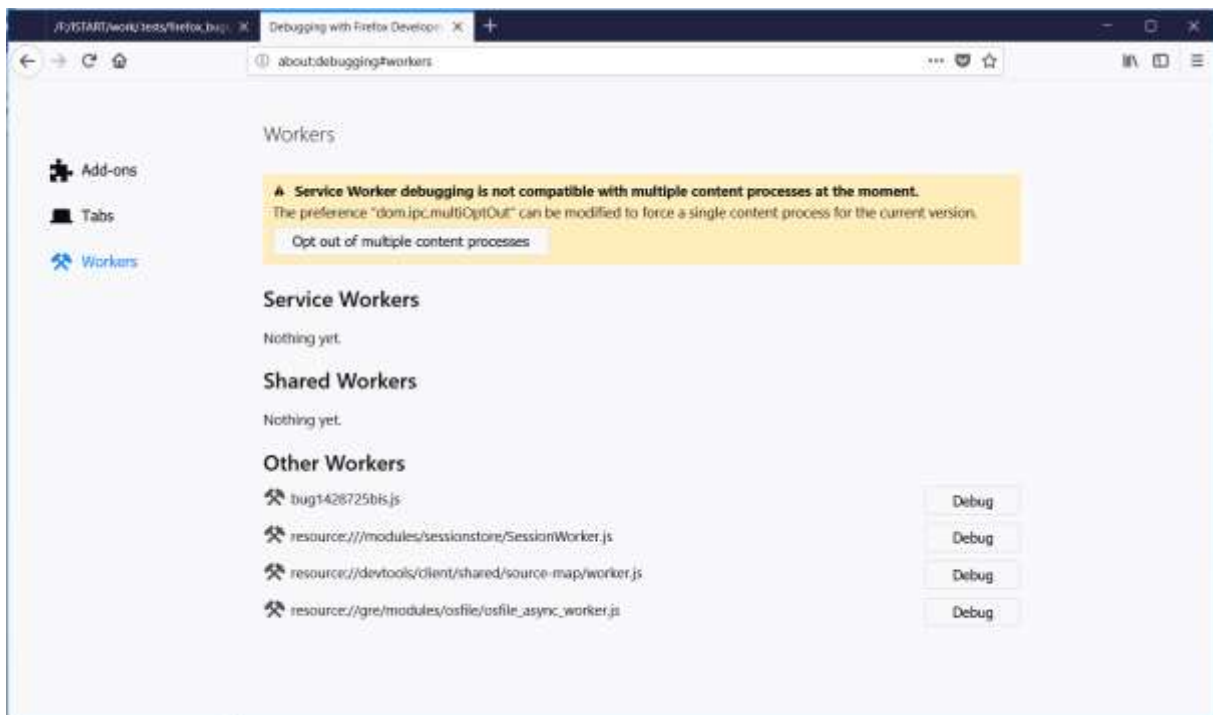 Debugging with Firefox Develop
about:debugging#workers
Workers
Add-ons
Tabs
Workers
Service Worker debugging is not compatible with multiple content processes at the moment.
The preference "dom.ipc.multiOptOut" can be modified to force a single content process for the current version.
Opt out of multiple content processes
Service Workers
Nothing yet.
Shared Workers
Nothing yet.
Other Workers
bug1428725bis.js
Debug
resource:///modules/sessionstore/SessionWorker.js
Debug
resource://devtools/client/shared/source-map/worker.js
Debug
resource://gre/modules/osfile/osfile_async_worker.js
Debug